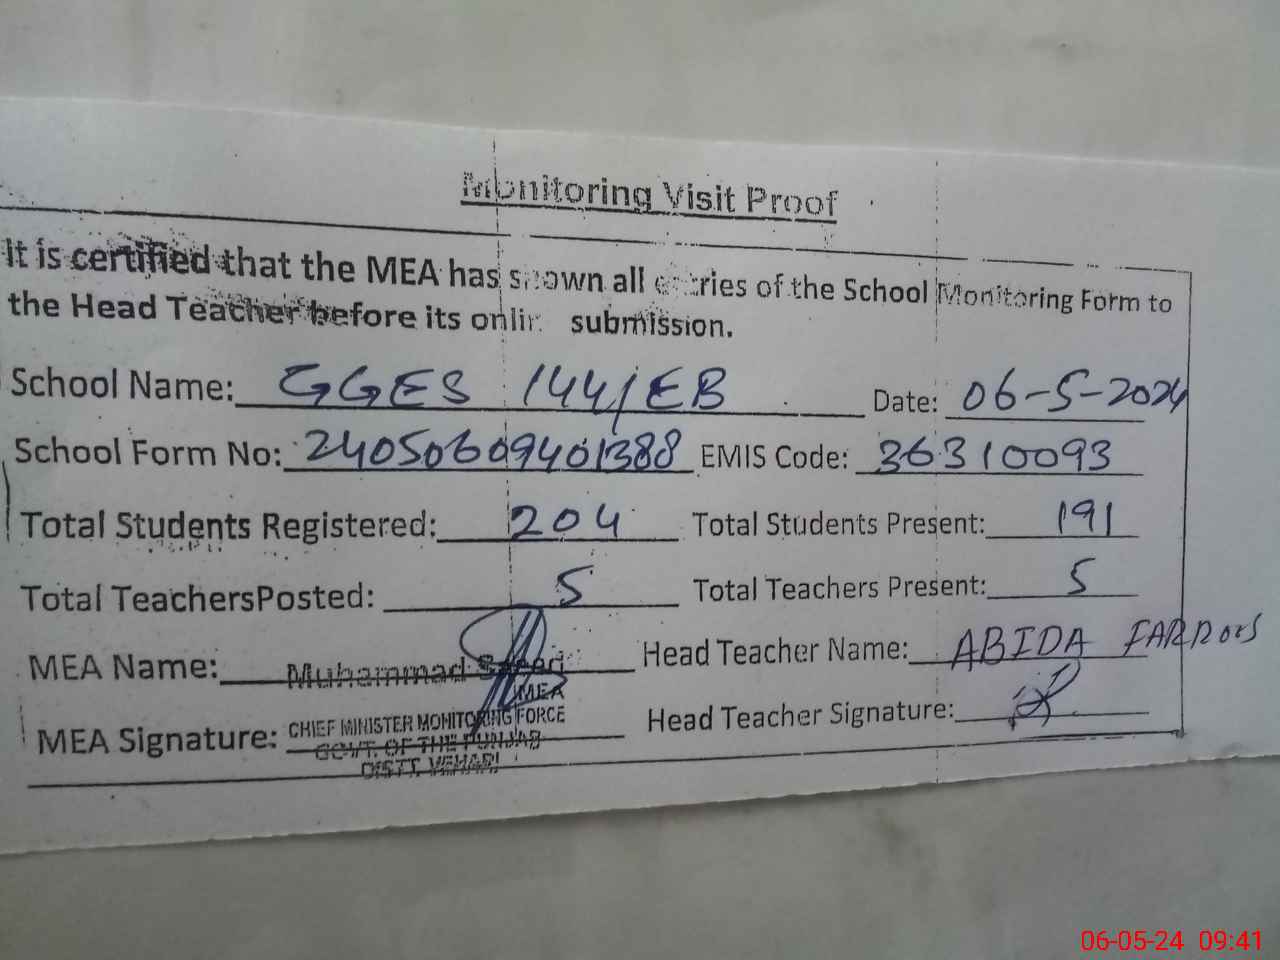 Monitoring Visit Proof
It is certified that the MEA has shown all entries of the School Monitoring Form to
the Head Teacher before its onlin submission.
School Name: GGES 144/EB Date: 06-5-2024
School Form No: 24050609401388 EMIS Code: 36310093
Total Students Registered: 204 Total Students Present: 191
Total TeachersPosted: 5 Total Teachers Present: 5
MEA Name: Muhammad Saeed Head Teacher Name: ABIDA
MEA
MEA Signature: CHIEF MINISTER MONITORING FORCE Head Teacher Signature:
GOVT. OF THE PUNJAB
DISTT. VEHARI
06-05-24 09:41